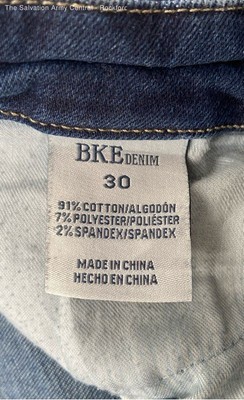 The Salvation Army Central - Rockford
BKE DENIM
30
91% COTTON/ALGODÓN
7% POLYESTER/POLIÉSTER
2% SPANDEX/SPANDEX
MADE IN CHINA
HECHO EN CHINA